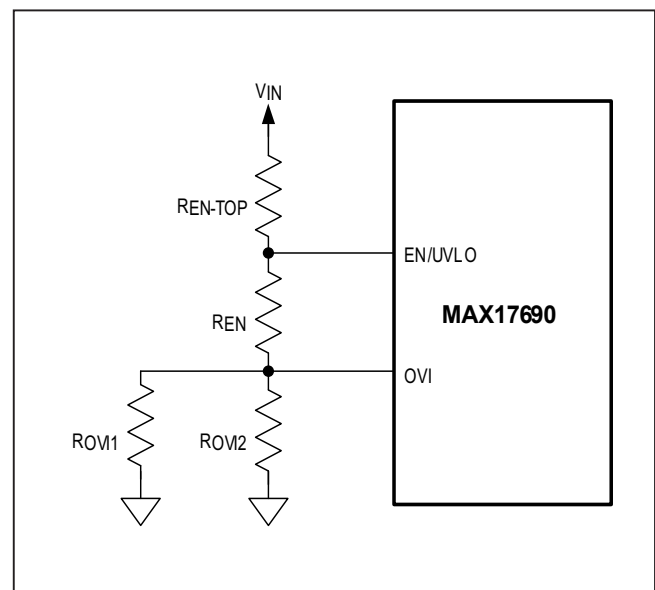 VIN
REN-TOP
EN/UVLO
REN
MAX17690
OVI
ROVI1
ROVI2